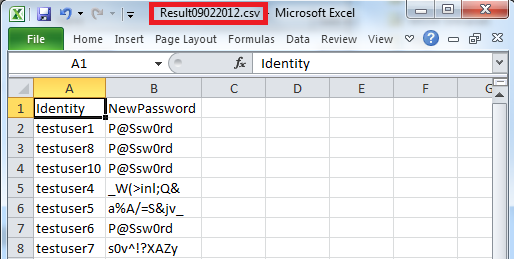 Result09022012.csv - Microsoft Excel
File Home Insert Page Layout Formulas Data Review View
A1 fx Identity
A B C D E F G
1 Identity NewPassword
2 testuser1 P@Ssw0rd
3 testuser8 P@Ssw0rd
4 testuser10 P@Ssw0rd
5 testuser4 _W(>inl;Q&
6 testuser5 a%A/=S&jv_
7 testuser6 P@Ssw0rd
8 testuser7 s0v^!?XAZy